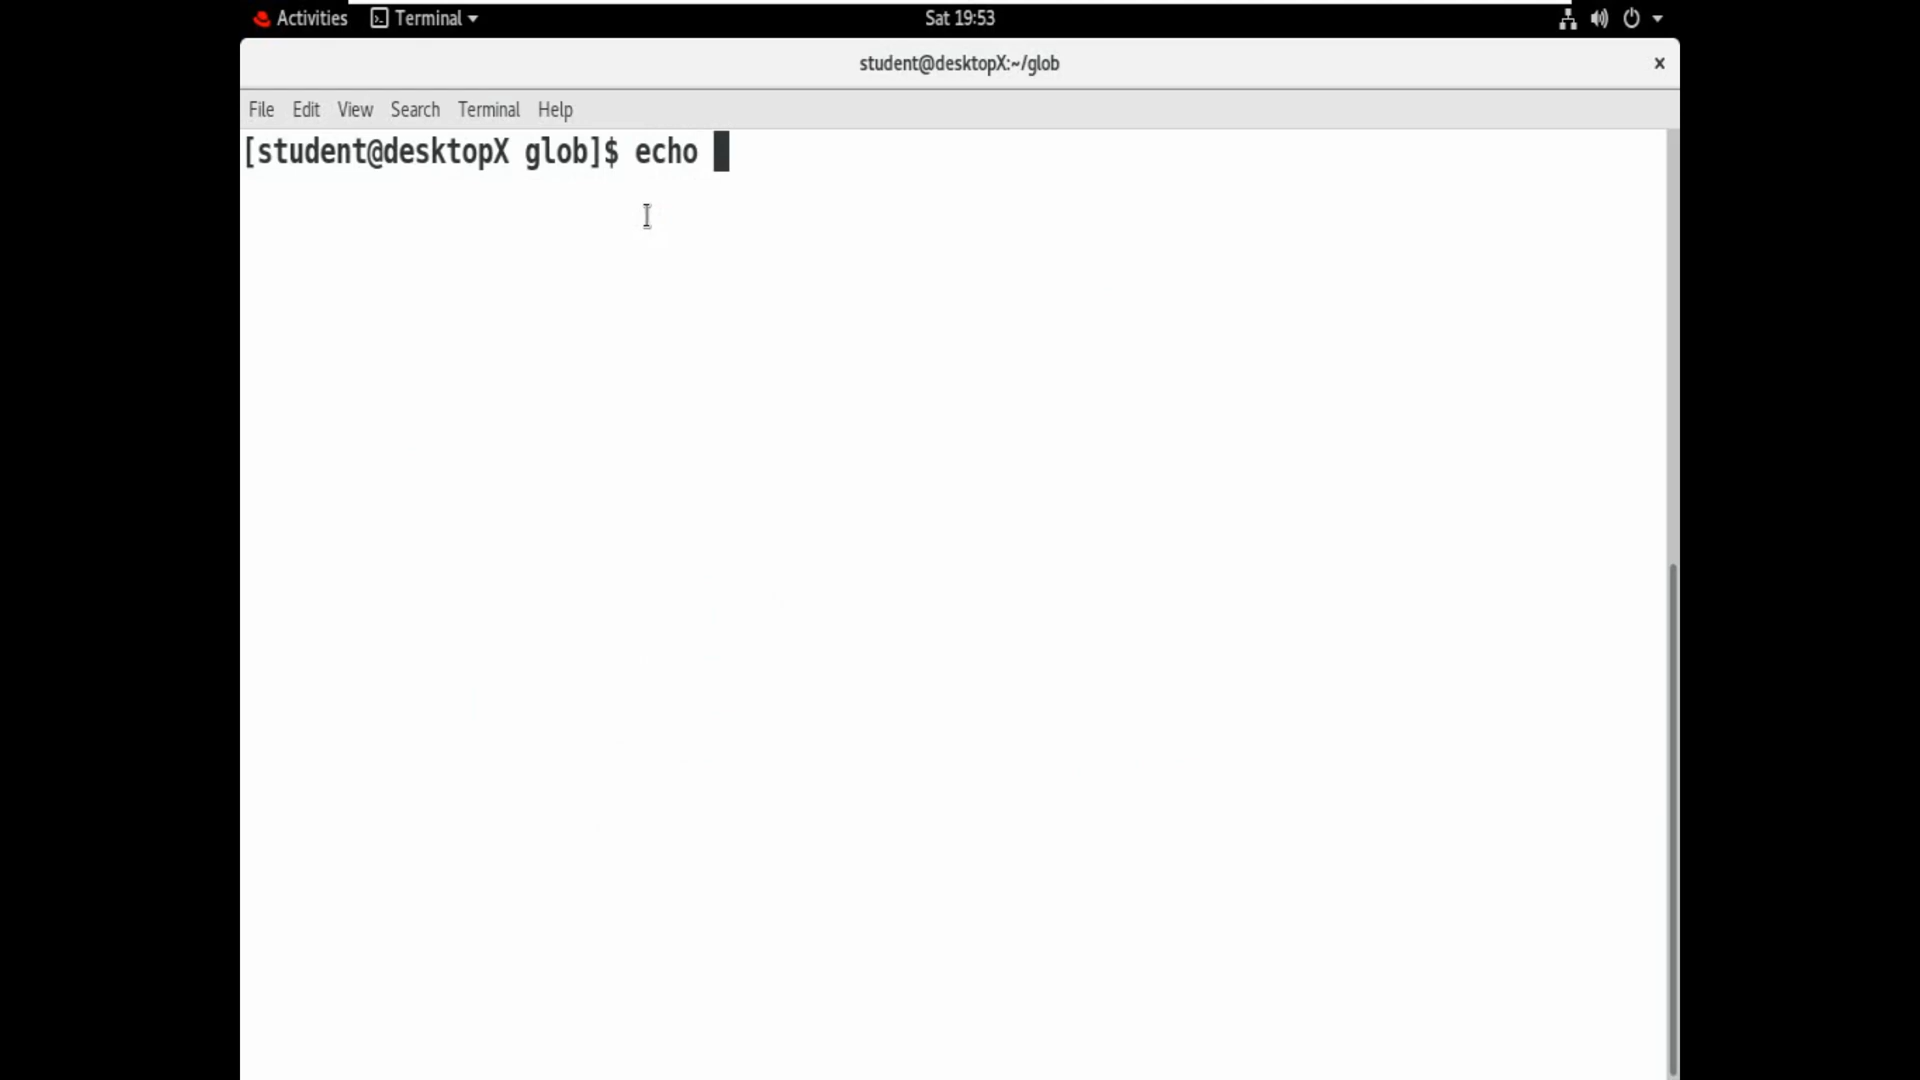 Activities Terminal Sat 19:53
student@desktopX:~/glob
File Edit View Search Terminal Help
[student@desktopX glob]$ echo